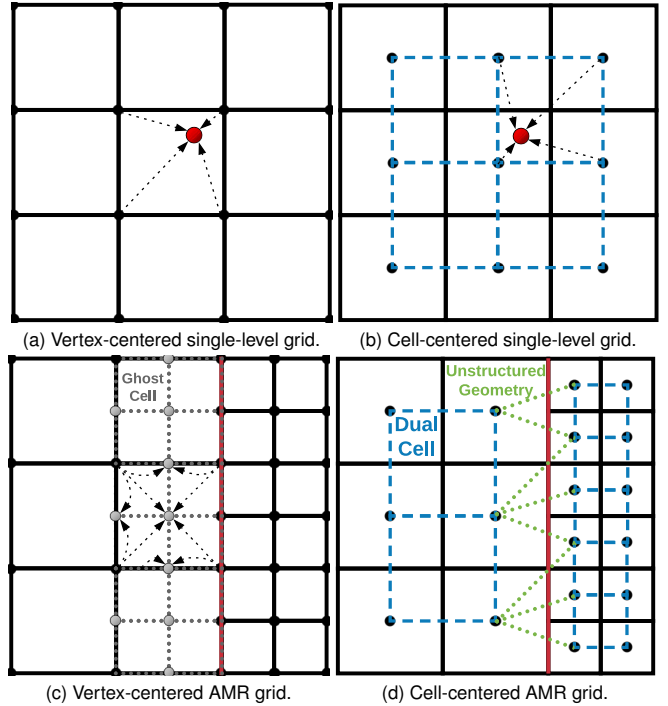 (a) Vertex-centered single-level grid.
(b) Cell-centered single-level grid.
Ghost
Cell
Unstructured
Geometry
Dual
Cell
(c) Vertex-centered AMR grid.
(d) Cell-centered AMR grid.